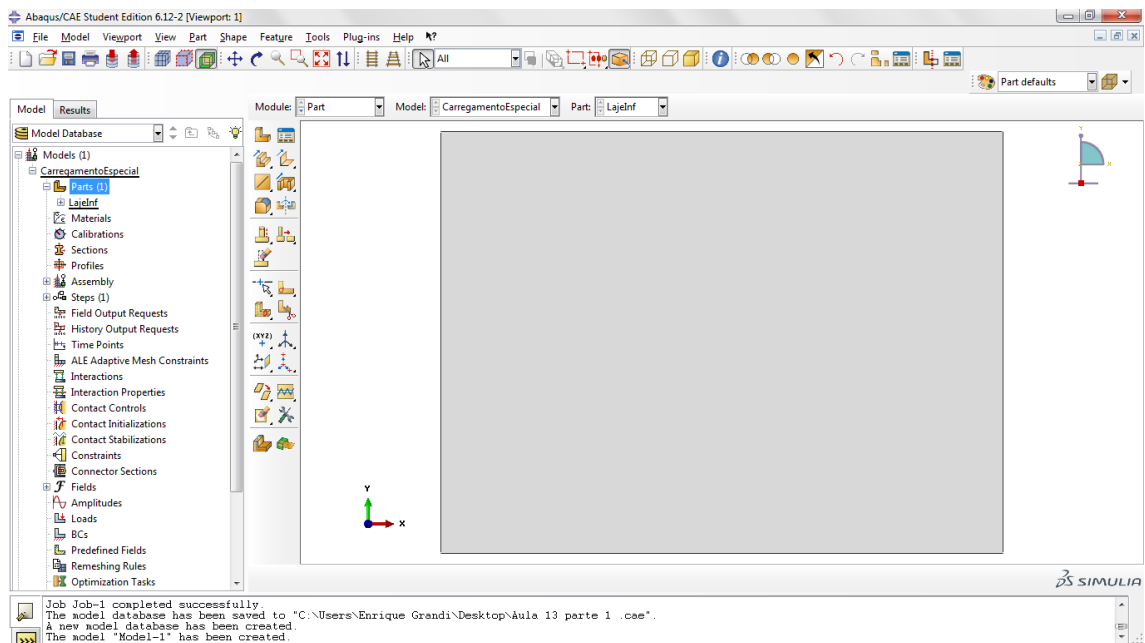 Abaqus/CAE Student Edition 6.12-2 [Viewport: 1]
File Model Viewport View Part Shape Feature Tools Plug-ins Help
All
Part defaults
Model Results
Module: Part Model: CarregamentoEspecial Part: LajeInf
Model Database
Models (1)
CarregamentoEspecial
Parts (1)
LajeInf
Materials
Calibrations
Sections
Profiles
Assembly
Steps (1)
Field Output Requests
History Output Requests
Time Points
ALE Adaptive Mesh Constraints
Interactions
Interaction Properties
Contact Controls
Contact Initializations
Contact Stabilizations
Constraints
Connector Sections
Fields
Amplitudes
Loads
BCs
Predefined Fields
Remeshing Rules
Optimization Tasks
(XYZ)
Y
X
Y
X
SIMULIA
Job Job-1 completed successfully.
The model database has been saved to "C:\Users\Enrique Grandi\Desktop\Aula 13 parte 1 .cae".
A new model database has been created.
The model "Model-1" has been created.
>>>